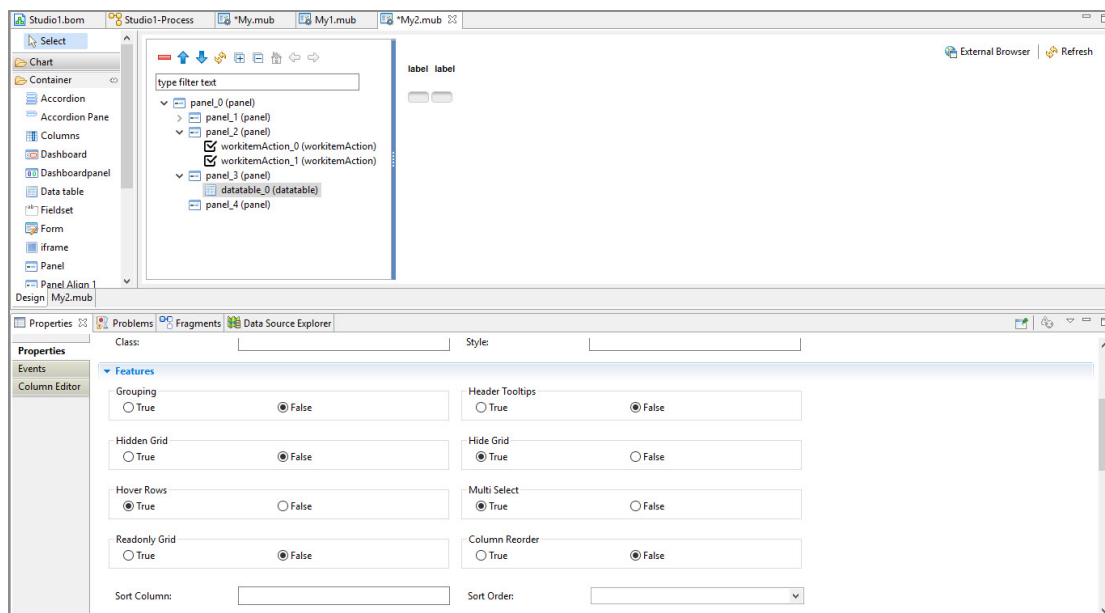 Studio1.bom Studio1-Process *My.mub My1.mub *My2.mub
Select
Chart
Container
Accordion
Accordion Pane
Columns
Dashboard
Dashboardpanel
Data table
Fieldset
Form
iframe
Panel
Panel Align 1
type filter text
panel_0 (panel)
panel_1 (panel)
panel_2 (panel)
workitemAction_0 (workitemAction)
workitemAction_1 (workitemAction)
panel_3 (panel)
datatable_0 (datatable)
panel_4 (panel)
label label
External Browser Refresh
Design My2.mub
Properties Problems Fragments Data Source Explorer
Properties
Events
Column Editor
Class: Style:
Features
Grouping Header Tooltips
True False True False
Hidden Grid Hide Grid
True False True False
Hover Rows Multi Select
True False True False
Readonly Grid Column Reorder
True False True False
Sort Column: Sort Order: